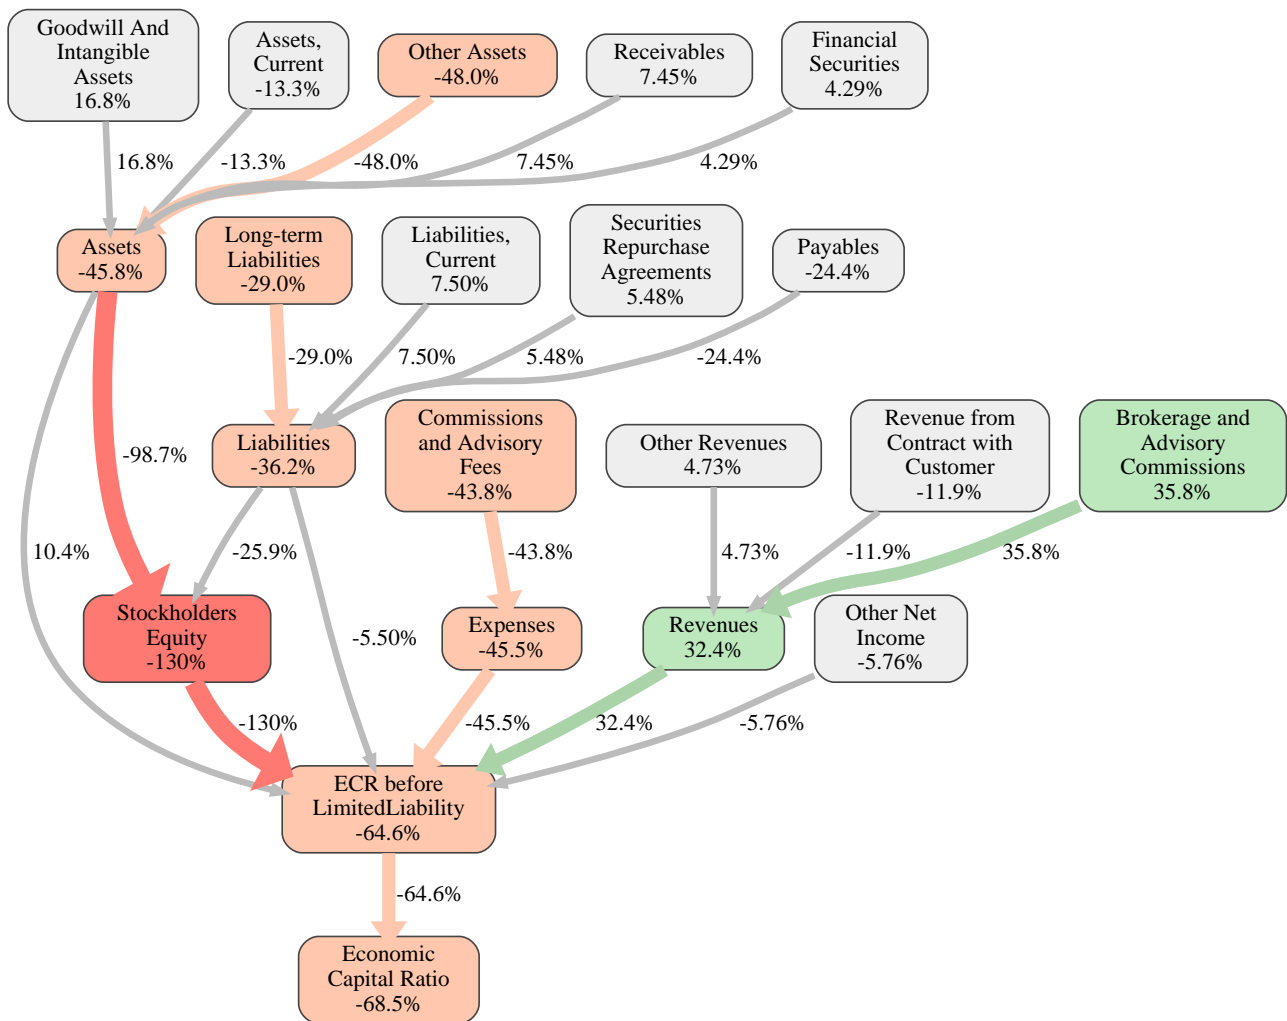 Goodwill And
Intangible
Assets
16.8%
Assets,
Current
-13.3%
Other Assets
-48.0%
Receivables
7.45%
Financial
Securities
4.29%
16.8%
-13.3%
-48.0%
7.45%
4.29%
Assets
-45.8%
Long-term
Liabilities
-29.0%
Liabilities,
Current
7.50%
Securities
Repurchase
Agreements
5.48%
Payables
-24.4%
-29.0%
7.50%
5.48%
-24.4%
-98.7%
Liabilities
-36.2%
Commissions
and Advisory
Fees
-43.8%
Other Revenues
4.73%
Revenue from
Contract with
Customer
-11.9%
Brokerage and
Advisory
Commissions
35.8%
10.4%
-25.9%
-43.8%
4.73%
-11.9%
35.8%
Stockholders
Equity
-130%
-5.50%
Expenses
-45.5%
Revenues
32.4%
Other Net
Income
-5.76%
-130%
-45.5%
32.4%
-5.76%
ECR before
LimitedLiability
-64.6%
-64.6%
Economic
Capital Ratio
-68.5%